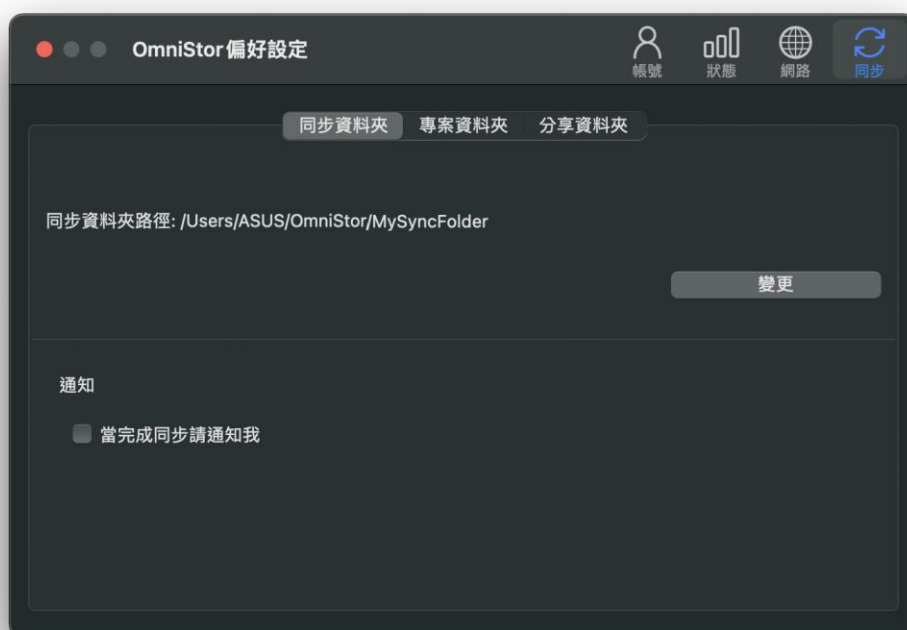 OmniStor偏好設定
帳號 狀態 網路 同步
同步資料夾 專案資料夾 分享資料夾
同步資料夾路徑: /Users/ASUS/OmniStor/MySyncFolder
變更
通知
當完成同步請通知我